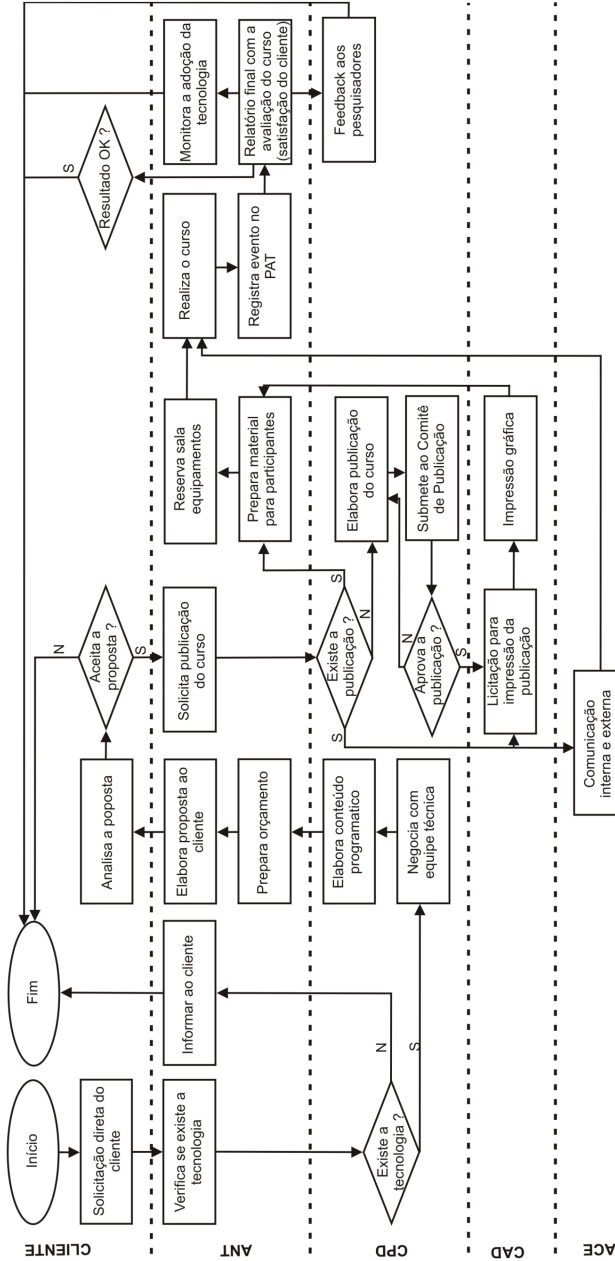 CLIENTE
Início
Solicitação direta do
cliente
Fim
Analisa a poposta
Aceita a
proposta ?
N
S
Resultado OK ?
S
ANT
Verifica se existe a
tecnologia
Informar ao cliente
Elabora proposta ao
cliente
Prepara orçamento
Solicita publicação
do curso
Reserva sala
equipamentos
Prepara material
para participantes
Realiza o curso
Registra evento no
PAT
Monitora a adoção da
tecnologia
Relatório final com a
avaliação do curso
(satisfação do cliente)
CPD
Existe a
tecnologia ?
N
S
Elabora conteúdo
programatico
Negocia com
equipe técnica
Existe a
publicação ?
S
N
S
Elabora publicação
do curso
Submete ao Comitê
de Publicação
Aprova a
publicação ?
N
S
Feedback aos
pesquisadores
CAD
Licitação para
impressão da
publicação
Impressão gráfica
ACE
Comunicação
interna e externa